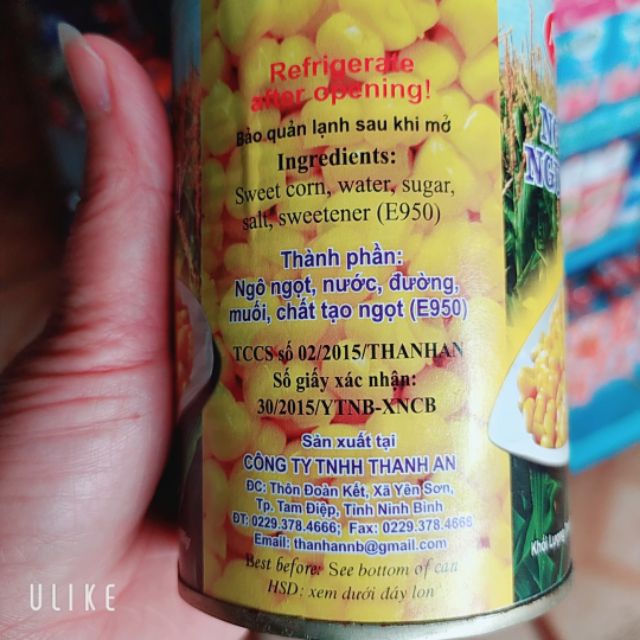 Refrigerate
after opening!
Bảo quản lạnh sau khi mở
Ingredients:
Sweet corn, water, sugar,
salt, sweetener (E950)
Thành phần:
Ngô ngọt, nước, đường,
muối, chất tạo ngọt (E950)
TCCS số 02/2015/THANHAN
Số giấy xác nhận:
30/2015/YTNB-XNCB
Sản xuất tại
CÔNG TY TNHH THANH AN
ĐC: Thôn Đoàn Kết, Xã Yên Sơn,
Tp. Tam Điệp, Tỉnh Ninh Bình
ĐT: 0229.378.4666; Fax: 0229.378.4668
Email: thanhannb@gmail.com
Best before: See bottom of can
HSD: xem dưới đáy lon
Khối Lượng
ULIKE